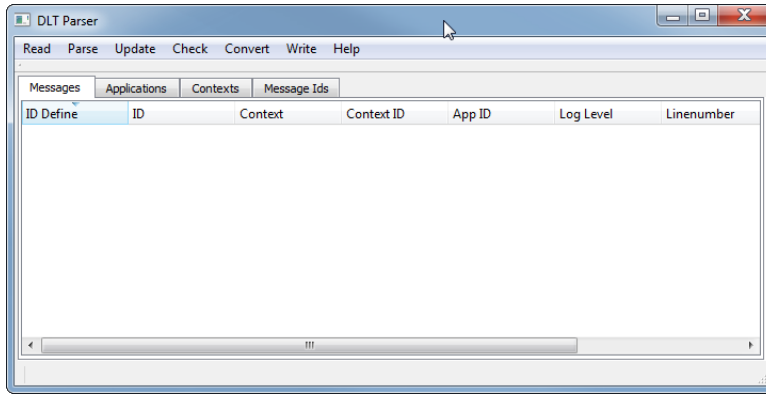 DLT Parser
Read Parse Update Check Convert Write Help
Messages Applications Contexts Message Ids
ID Define ID Context Context ID App ID Log Level Linenumber